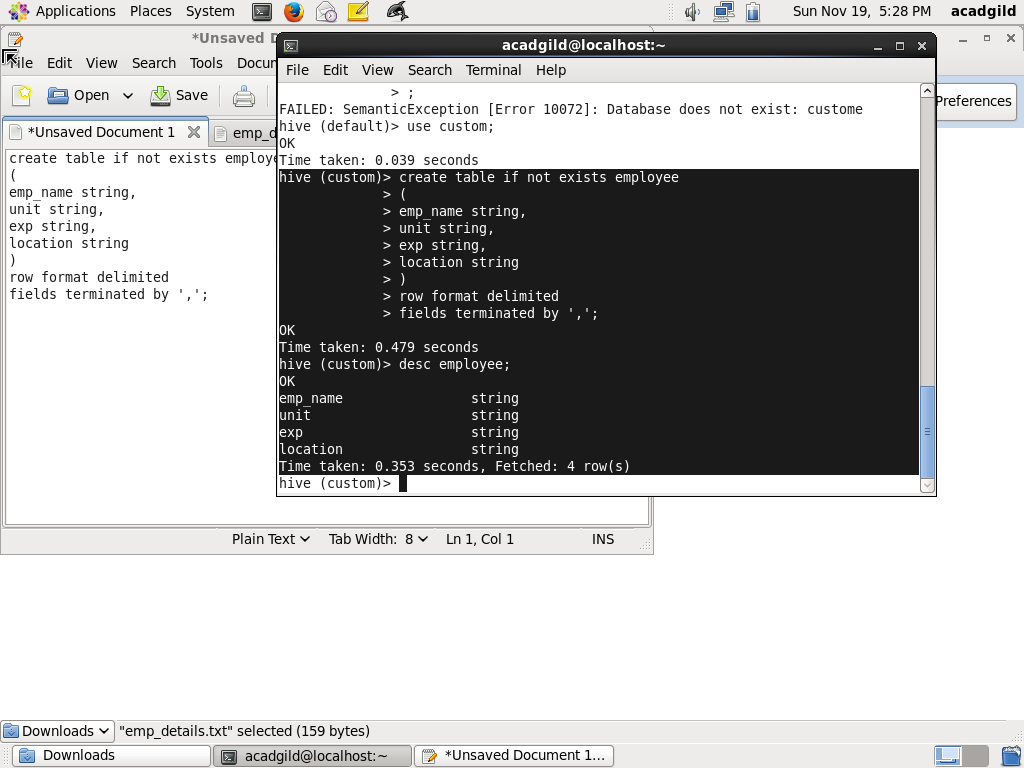 Applications Places System Sun Nov 19, 5:28 PM acadgild
*Unsaved D
File Edit View Search Tools Docum
Open Save
Preferences
*Unsaved Document 1 emp_d
create table if not exists employe
(
emp_name string,
unit string,
exp string,
location string
)
row format delimited
fields terminated by ',';
Plain Text Tab Width: 8 Ln 1, Col 1 INS
acadgild@localhost:~
File Edit View Search Terminal Help
> ;
FAILED: SemanticException [Error 10072]: Database does not exist: custome
hive (default)> use custom;
OK
Time taken: 0.039 seconds
hive (custom)> create table if not exists employee
> (
> emp_name string,
> unit string,
> exp string,
> location string
> )
> row format delimited
> fields terminated by ',';
OK
Time taken: 0.479 seconds
hive (custom)> desc employee;
OK
emp_name string
unit string
exp string
location string
Time taken: 0.353 seconds, Fetched: 4 row(s)
hive (custom)>
Downloads "emp_details.txt" selected (159 bytes)
Downloads acadgild@localhost:~ *Unsaved Document 1...